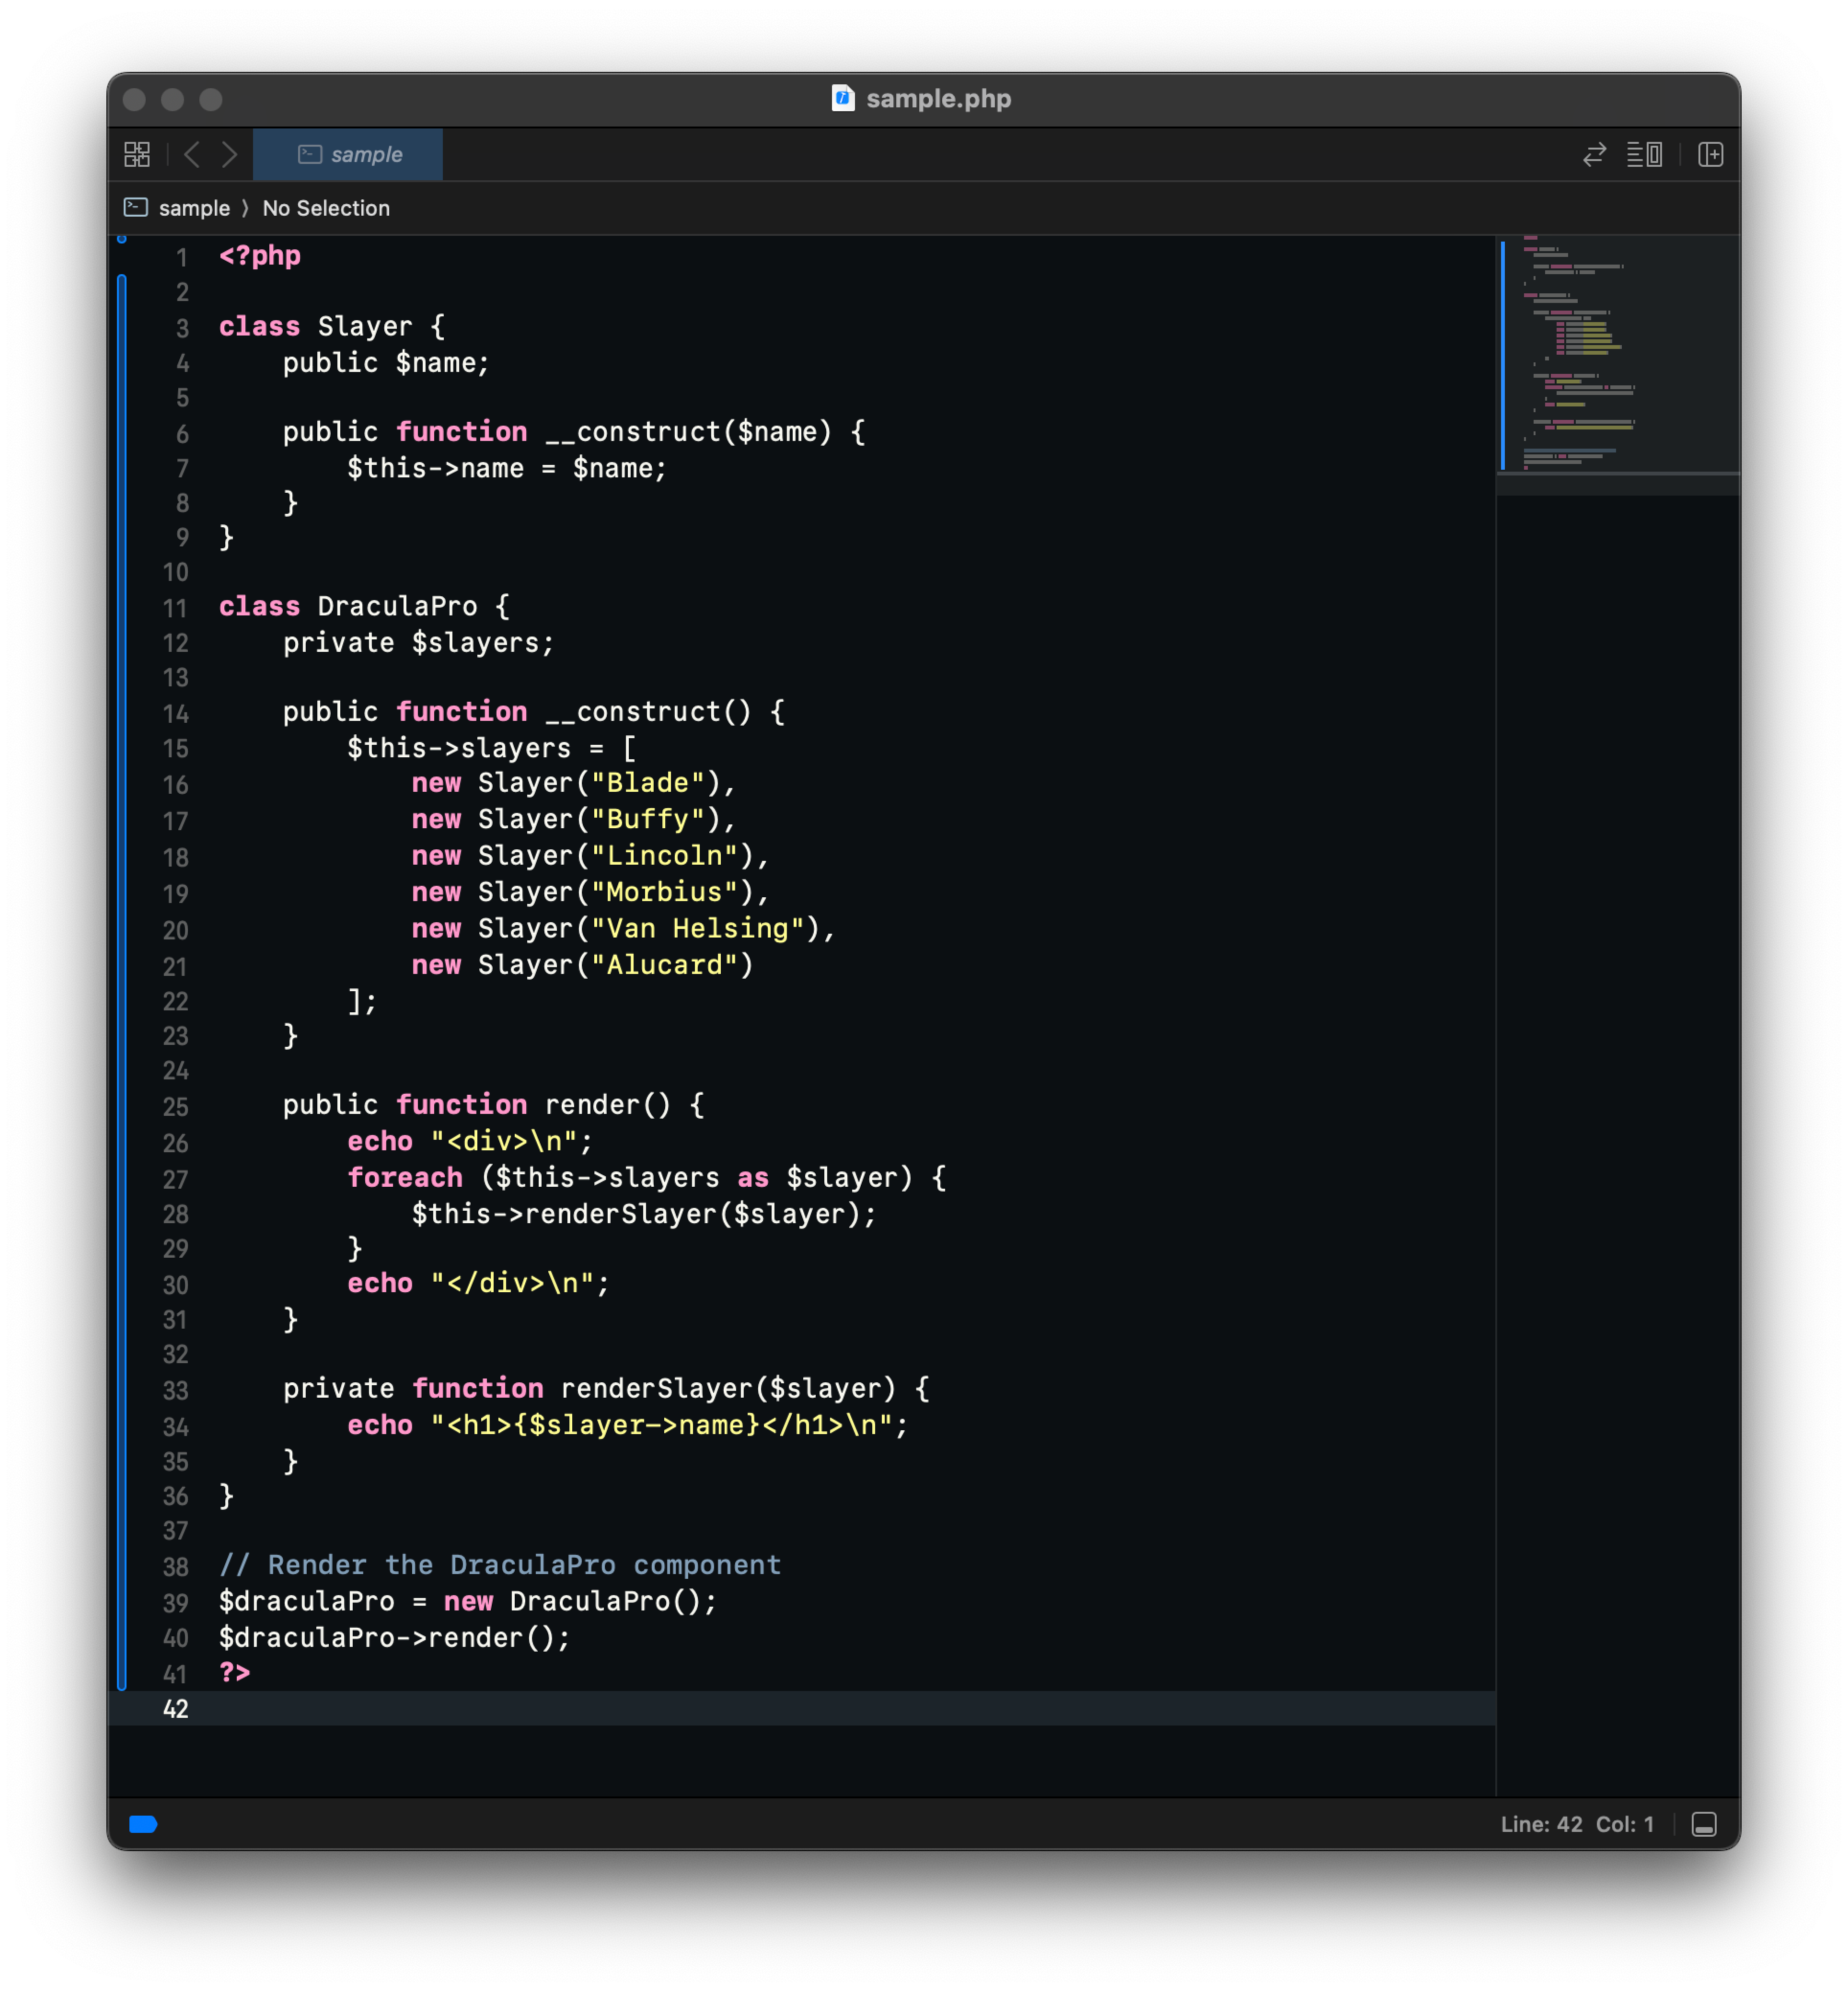 sample.php
sample
sample 〉 No Selection
1 <?php
2
3 class Slayer {
4     public $name;
5
6     public function __construct($name) {
7         $this->name = $name;
8     }
9 }
10
11 class DraculaPro {
12     private $slayers;
13
14     public function __construct() {
15         $this->slayers = [
16             new Slayer("Blade"),
17             new Slayer("Buffy"),
18             new Slayer("Lincoln"),
19             new Slayer("Morbius"),
20             new Slayer("Van Helsing"),
21             new Slayer("Alucard")
22         ];
23     }
24
25     public function render() {
26         echo "<div>\n";
27         foreach ($this->slayers as $slayer) {
28             $this->renderSlayer($slayer);
29         }
30         echo "</div>\n";
31     }
32
33     private function renderSlayer($slayer) {
34         echo "<h1>{$slayer->name}</h1>\n";
35     }
36 }
37
38 // Render the DraculaPro component
39 $draculaPro = new DraculaPro();
40 $draculaPro->render();
41 ?>
42
Line: 42 Col: 1